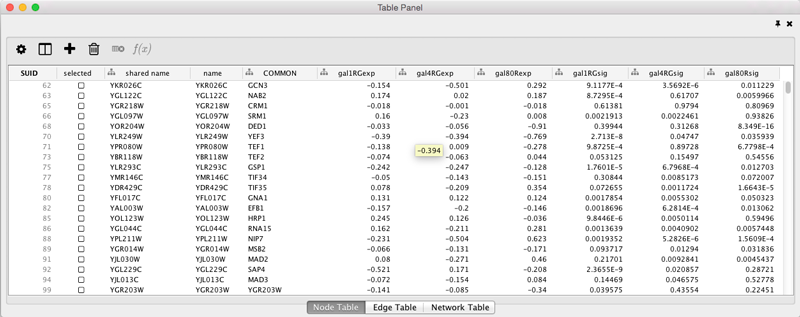 Table Panel
f(x)
SUID selected shared name name COMMON gal1RGexp gal4RGexp gal80Rexp gal1RGsig gal4RGsig gal80Rsig
62 YKR026C YKR026C GCN3 -0.154 -0.501 0.292 9.1177E-4 3.5692E-6 0.011229
63 YGL122C YGL122C NAB2 0.174 0.02 0.187 8.7295E-4 0.61707 0.0059966
65 YGR218W YGR218W CRM1 -0.018 -0.001 -0.018 0.61381 0.9794 0.80969
66 YGL097W YGL097W SRM1 0.16 -0.23 0.008 0.0021913 0.0022461 0.93826
68 YOR204W YOR204W DED1 -0.033 -0.056 -0.91 0.39944 0.31268 8.349E-16
70 YLR249W YLR249W YEF3 -0.39 -0.394 -0.769 2.713E-8 0.04747 0.035939
71 YPR080W YPR080W TEF1 -0.138 0.009 -0.278 9.8725E-4 0.89728 6.7798E-4
-0.394
72 YBR118W YBR118W TEF2 -0.074 -0.063 0.044 0.053125 0.15497 0.54556
75 YLR293C YLR293C GSP1 -0.242 -0.247 -0.128 1.7601E-5 6.7968E-4 0.012703
77 YMR146C YMR146C TIF34 -0.05 -0.143 -0.151 0.30844 0.0085173 0.072007
78 YDR429C YDR429C TIF35 0.078 -0.209 0.354 0.072655 0.0011724 1.6643E-5
80 YFL017C YFL017C GNA1 0.131 0.122 0.124 0.0017854 0.0055302 0.050323
82 YAL003W YAL003W EFB1 -0.157 -0.2 -0.146 0.0018696 6.2814E-4 0.013062
85 YOL123W YOL123W HRP1 0.245 0.126 -0.036 9.8446E-6 0.0050114 0.59496
86 YGL044C YGL044C RNA15 0.162 -0.211 0.281 0.0013639 0.0040902 0.0057448
88 YPL211W YPL211W NIP7 -0.231 -0.504 0.623 0.0019352 5.2826E-6 1.5609E-4
89 YGR014W YGR014W MSB2 -0.066 -0.131 -0.171 0.093717 0.01294 0.031836
91 YJL030W YJL030W MAD2 0.08 -0.271 0.46 0.21701 0.0092841 0.0045437
92 YGL229C YGL229C SAP4 -0.521 0.171 -0.208 2.3655E-9 0.020857 0.28721
94 YJL013C YJL013C MAD3 -0.072 -0.154 0.084 0.14469 0.046575 0.52778
99 YGR203W YGR203W YGR203W -0.141 -0.085 -0.34 0.039575 0.43554 0.22451
Node Table Edge Table Network Table